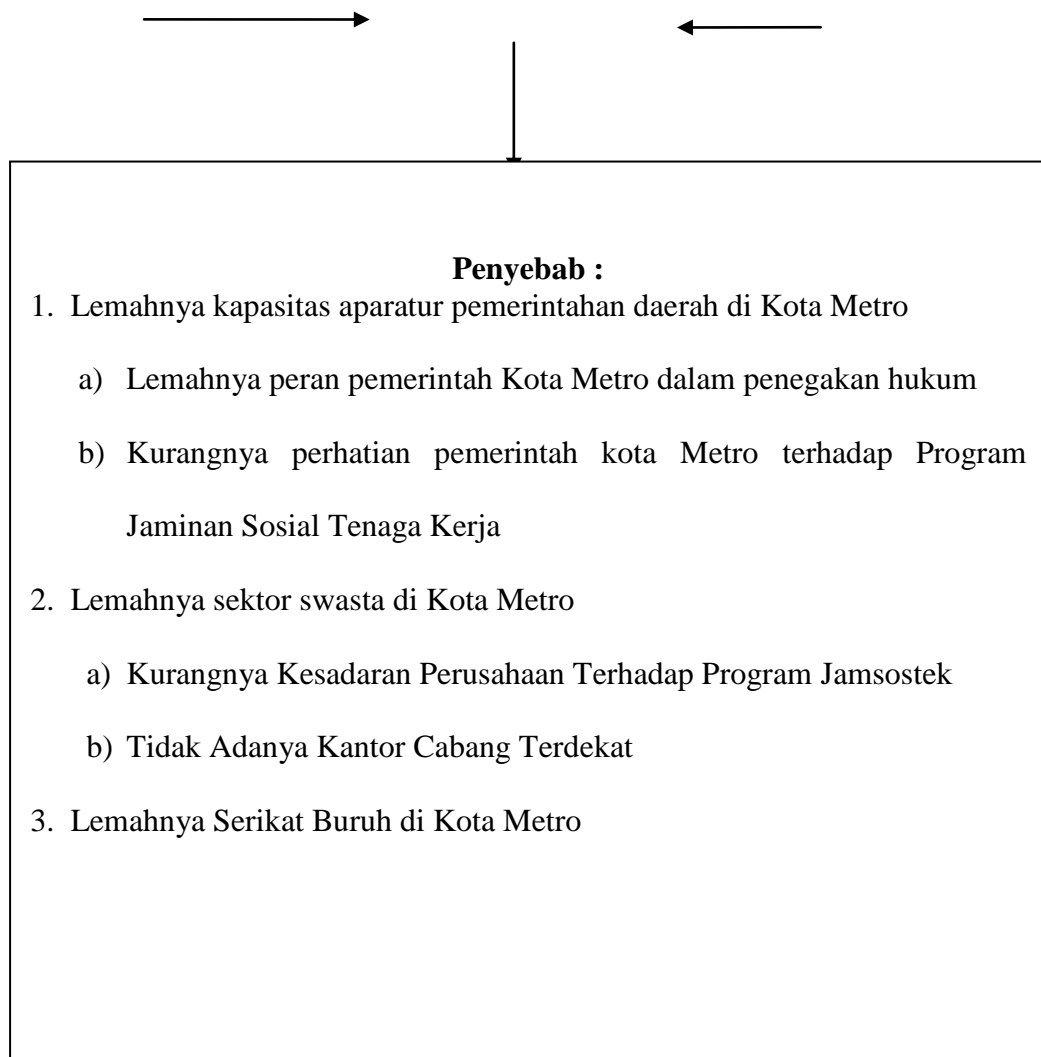 Penyebab :
1. Lemahnya kapasitas aparatur pemerintahan daerah di Kota Metro
a) Lemahnya peran pemerintah Kota Metro dalam penegakan hukum
b) Kurangnya perhatian pemerintah kota Metro terhadap Program
Jaminan Sosial Tenaga Kerja
2. Lemahnya sektor swasta di Kota Metro
a) Kurangnya Kesadaran Perusahaan Terhadap Program Jamsostek
b) Tidak Adanya Kantor Cabang Terdekat
3. Lemahnya Serikat Buruh di Kota Metro